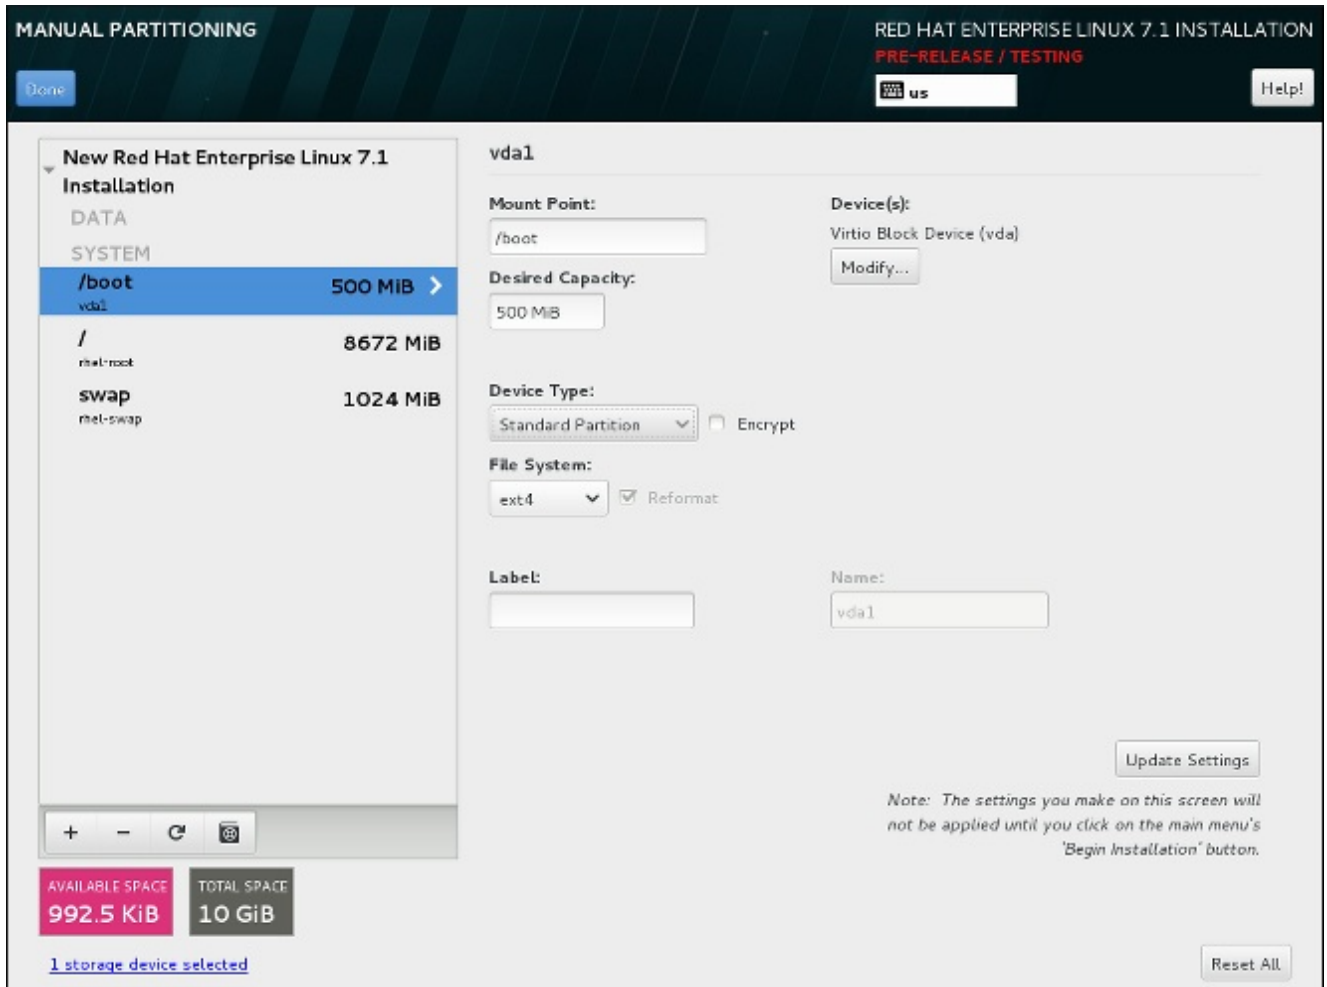 MANUAL PARTITIONING
RED HAT ENTERPRISE LINUX 7.1 INSTALLATION
PRE-RELEASE / TESTING
Done
us
Help!
New Red Hat Enterprise Linux 7.1
Installation
DATA
SYSTEM
/boot
500 MiB
vda1
/
8672 MiB
rhel-root
swap
1024 MiB
rhel-swap
vda1
Mount Point:
/boot
Desired Capacity:
500 MiB
Device(s):
Virtio Block Device (vda)
Modify...
Device Type:
Standard Partition
Encrypt
File System:
ext4
Reformat
Label:
Name:
vda1
Update Settings
Note: The settings you make on this screen will
not be applied until you click on the main menu's
'Begin Installation' button.
+ -
AVAILABLE SPACE
992.5 KiB
TOTAL SPACE
10 GiB
1 storage device selected
Reset All